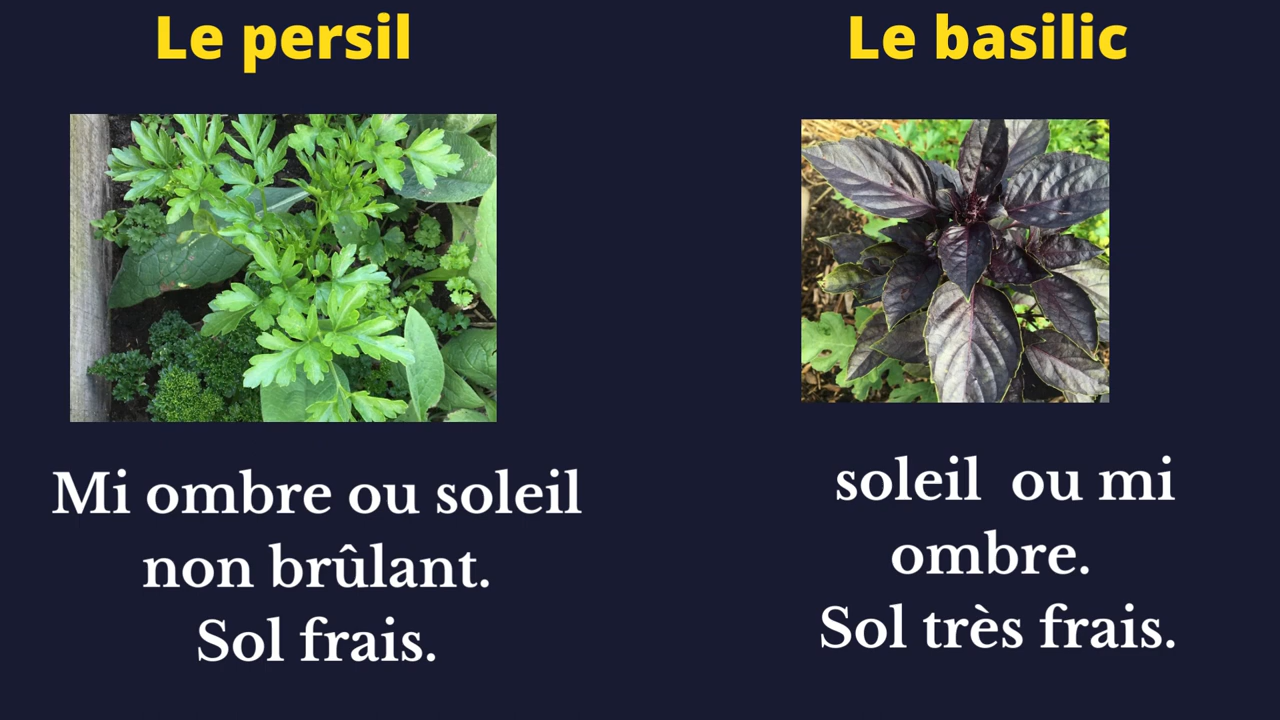 Le persil
Mi ombre ou soleil
non brûlant.
Sol frais.
Le basilic
soleil ou mi
ombre.
Sol très frais.